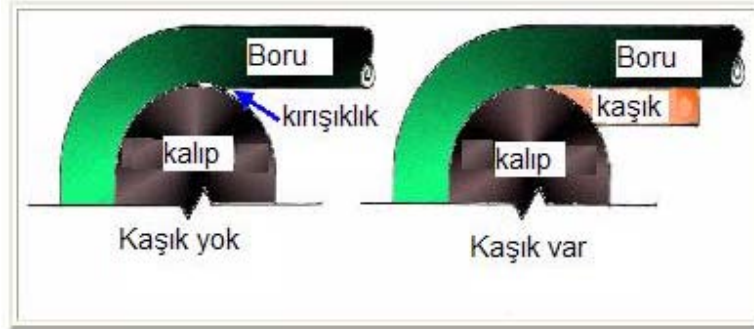 Boru
kırışıklık
kalıp
Kaşık yok
Boru
kaşık
kalıp
Kaşık var